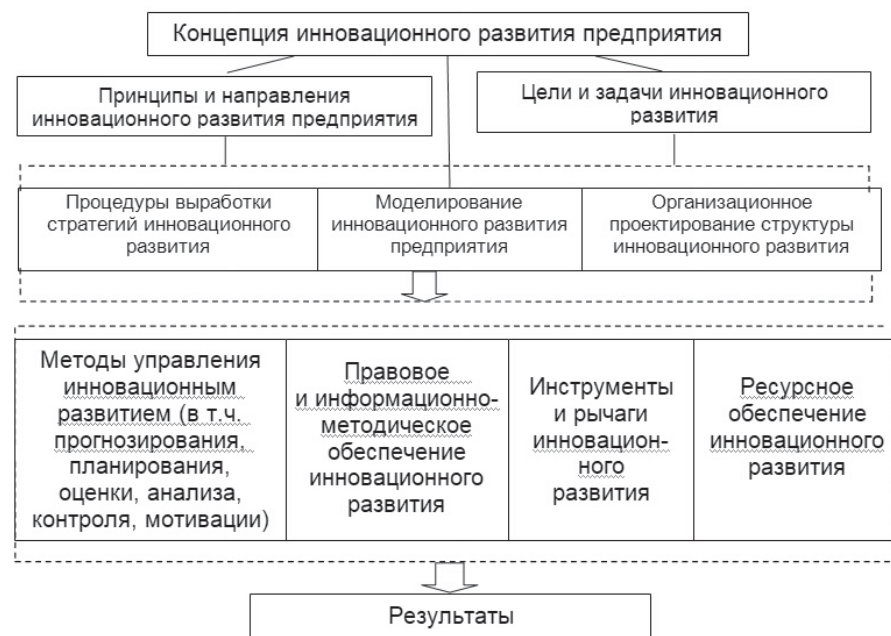 Концепция инновационного развития предприятия
Принципы и направления
инновационного развития предприятия
Цели и задачи инновационного
развития
Процедуры выработки
стратегий инновационного
развития
Моделирование
инновационного развития
предприятия
Организационное
проектирование структуры
инновационного развития
Методы управления
инновационным
развитием (в т.ч.
прогнозирования,
планирования,
оценки, анализа,
контроля, мотивации)
Правовое
и информационно-
методическое
обеспечение
инновационного
развития
Инструменты
и рычаги
инновацион-
ного
развития
Ресурсное
обеспечение
инновационного
развития
Результаты